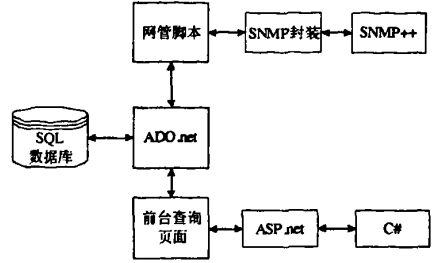 网管脚本
SNMP封装
SNMP++
SQL
数据库
ADO.net
前台查询
页面
ASP.net
C#